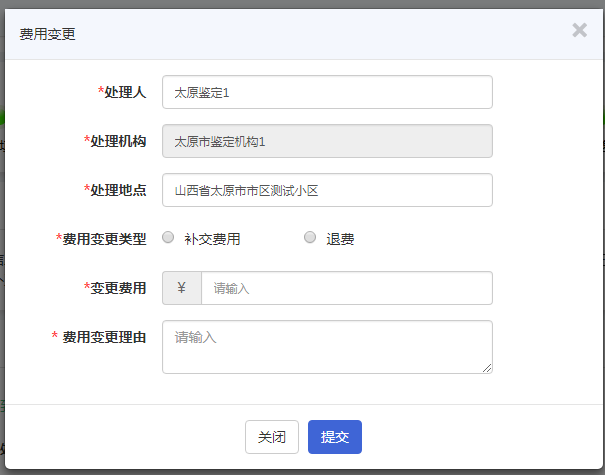 费用变更
*处理人 太原鉴定1
*处理机构 太原市鉴定机构1
*处理地点 山西省太原市市区测试小区
*费用变更类型 补交费用 退费
*变更费用 ¥ 请输入
* 费用变更理由 请输入
关闭 提交